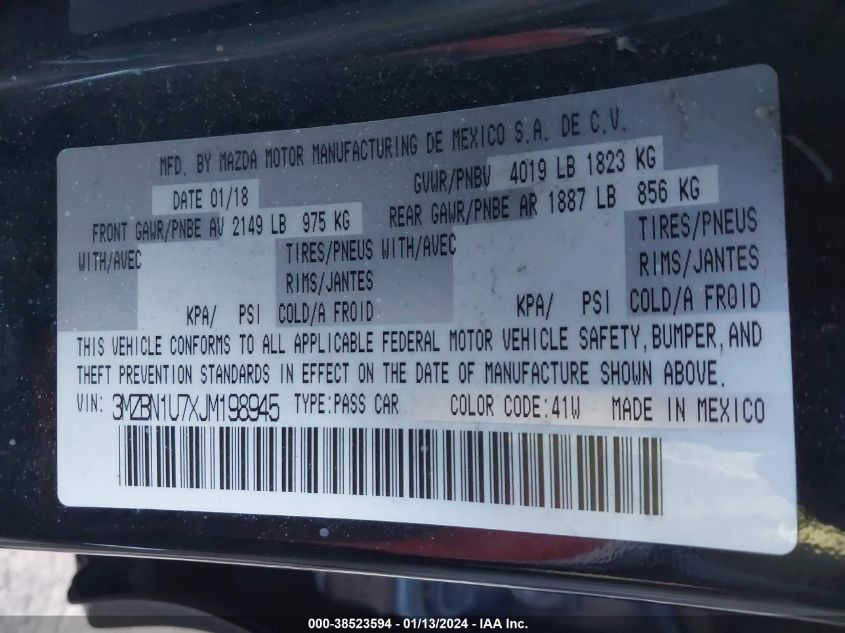 MFD. BY MAZDA MOTOR MANUFACTURING DE MEXICO S.A. DE C.V.
DATE 01/18 GVWR/PNBV 4019 LB 1823 KG
FRONT GAWR/PNBE AV 2149 LB 975 KG REAR GAWR/PNBE AR 1887 LB 856 KG
WITH/AVEC TIRES/PNEUS WITH/AVEC TIRES/PNEUS
RIMS/JANTES RIMS/JANTES
KPA/ PSI COLD/A FROID KPA/ PSI COLD/A FROID
THIS VEHICLE CONFORMS TO ALL APPLICABLE FEDERAL MOTOR VEHICLE SAFETY, BUMPER, AND
THEFT PREVENTION STANDARDS IN EFFECT ON THE DATE OF MANUFACTURE SHOWN ABOVE.
VIN: 3MZBN1U7XJM198945 TYPE:PASS CAR COLOR CODE:41W MADE IN MEXICO
000-38523594 - 01/13/2024 - IAA Inc.